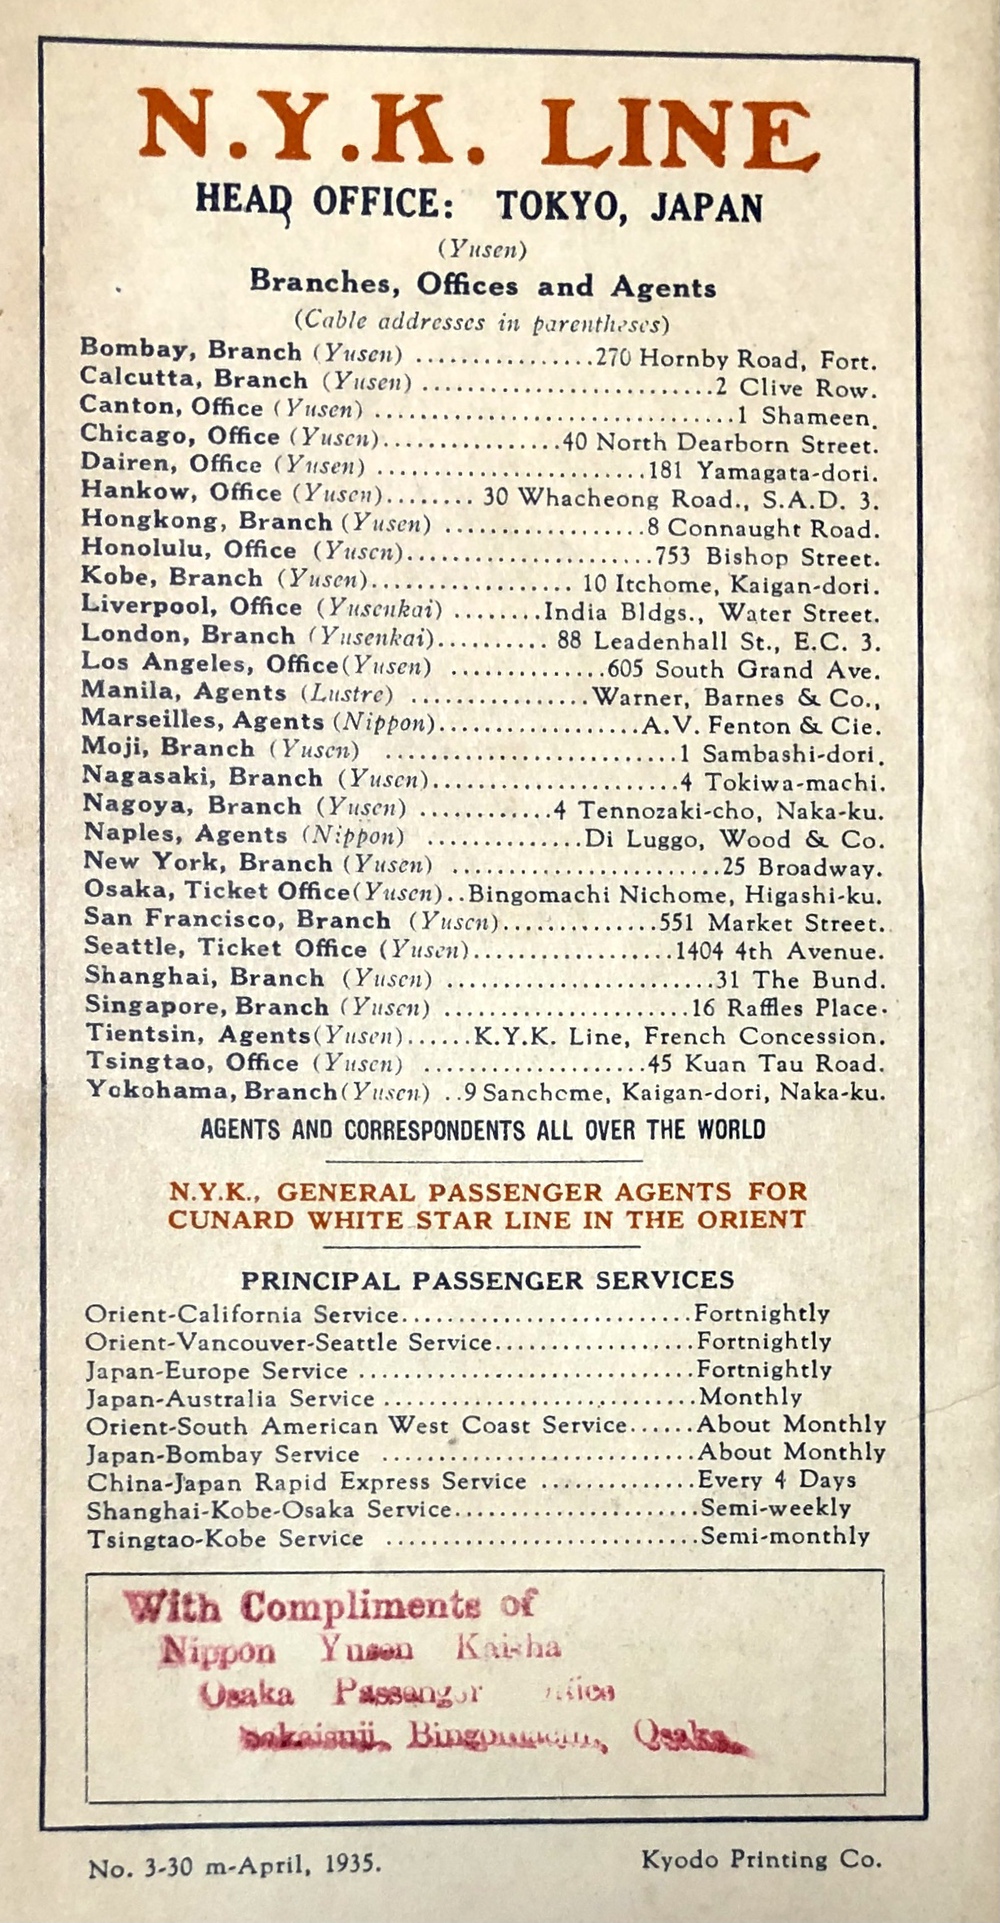 N.Y.K. LINE
HEAD OFFICE: TOKYO, JAPAN
(Yusen)
Branches, Offices and Agents
(Cable addresses in parentheses)
Bombay, Branch (Yusen) ..................270 Hornby Road, Fort.
Calcutta, Branch (Yusen) .............................2 Clive Row.
Canton, Office (Yusen) ....................................1 Shameen.
Chicago, Office (Yusen)..................40 North Dearborn Street.
Dairen, Office (Yusen) ...........................181 Yamagata-dori.
Hankow, Office (Yusen)......... 30 Whacheong Road., S.A.D. 3.
Hongkong, Branch (Yusen) ....................8 Connaught Road.
Honolulu, Office (Yusen).........................753 Bishop Street.
Kobe, Branch (Yusen)..................... 10 Itchome, Kaigan-dori.
Liverpool, Office (Yusenkai) .........India Bldgs., Water Street.
London, Branch (Yusenkai)........... 88 Leadenhall St., E.C. 3.
Los Angeles, Office(Yusen) ................605 South Grand Ave.
Manila, Agents (Lustre) ..................Warner, Barnes & Co.,
Marseilles, Agents (Nippon)....................A.V. Fenton & Cie.
Moji, Branch (Yusen) ..............................1 Sambashi-dori.
Nagasaki, Branch (Yusen).........................4 Tokiwa-machi.
Nagoya, Branch (Yusen) .............4 Tennozaki-cho, Naka-ku.
Naples, Agents (Nippon) ................Di Luggo, Wood & Co.
New York, Branch (Yusen) ...........................25 Broadway.
Osaka, Ticket Office(Yusen)..Bingomachi Nichome, Higashi-ku.
San Francisco, Branch (Yusen)................551 Market Street.
Seattle, Ticket Office (Yusen)....................1404 4th Avenue.
Shanghai, Branch (Yusen) ...........................31 The Bund.
Singapore, Branch (Yusen) .........................16 Raffles Place.
Tientsin, Agents(Yusen)......K.Y.K. Line, French Concession.
Tsingtao, Office (Yusen) ......................45 Kuan Tau Road.
Yokohama, Branch(Yusen) ..9 Sanchome, Kaigan-dori, Naka-ku.
AGENTS AND CORRESPONDENTS ALL OVER THE WORLD
N.Y.K., GENERAL PASSENGER AGENTS FOR
CUNARD WHITE STAR LINE IN THE ORIENT
PRINCIPAL PASSENGER SERVICES
Orient-California Service.............................Fortnightly
Orient-Vancouver-Seattle Service....................Fortnightly
Japan-Europe Service ..................................Fortnightly
Japan-Australia Service ................................Monthly
Orient-South American West Coast Service......About Monthly
Japan-Bombay Service ................................About Monthly
China-Japan Rapid Express Service ................Every 4 Days
Shanghai-Kobe-Osaka Service.........................Semi-weekly
Tsingtao-Kobe Service ................................Semi-monthly
With Compliments of
Nippon Yusen Kaisha
Osaka Passenger Office
Sakaisuji, Bingomachi, Osaka.
No. 3-30 m-April, 1935.
Kyodo Printing Co.